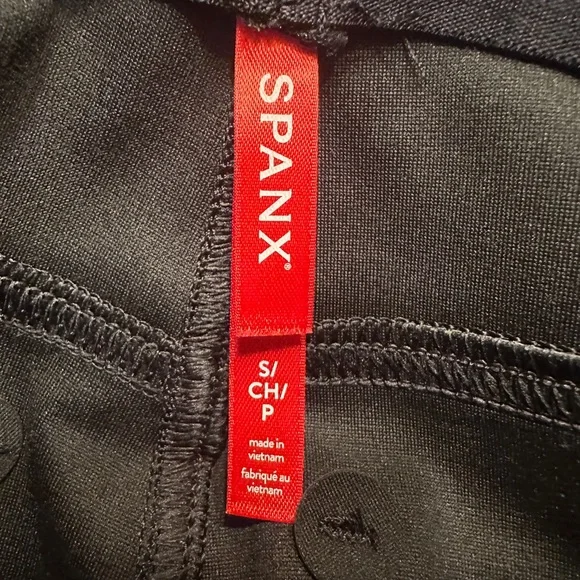 SPANX®
S/
CH/
P
made in
vietnam
fabriqué au
vietnam